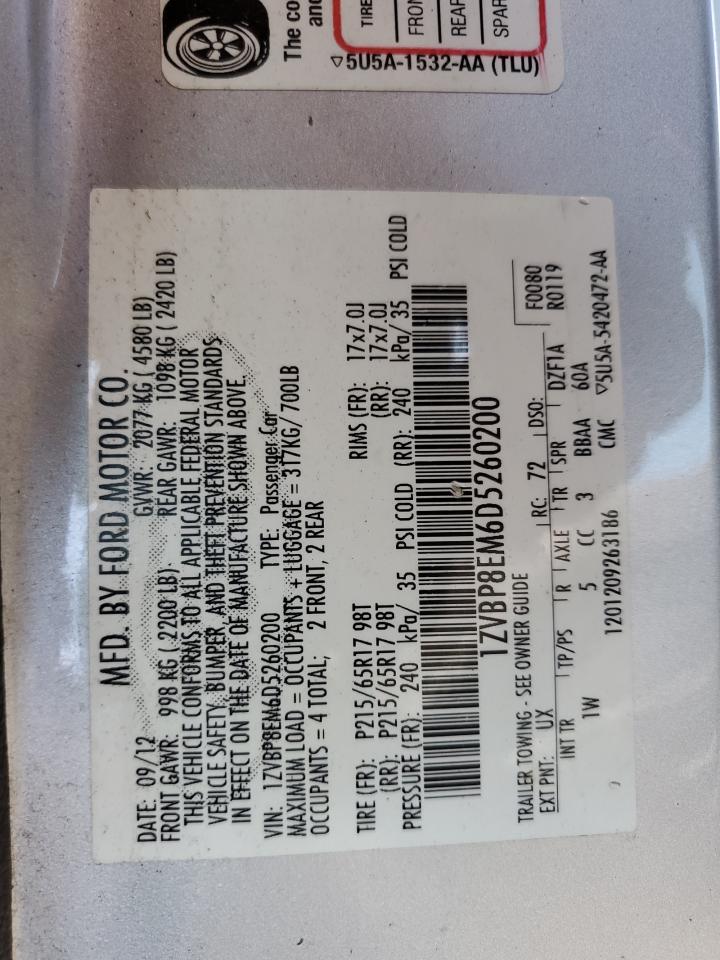 The co
and
TIRE
FRON
REAR
SPAR
▽5U5A-1532-AA (TLU)
MFD. BY FORD MOTOR CO.
DATE: 09/12 GVWR: 2077 KG ( 4580 LB)
FRONT GAWR: 998 KG ( 2200 LB) REAR GAWR: 1098 KG ( 2420 LB)
THIS VEHICLE CONFORMS TO ALL APPLICABLE FEDERAL MOTOR
VEHICLE SAFETY, BUMPER, AND THEFT PREVENTION STANDARDS
IN EFFECT ON THE DATE OF MANUFACTURE SHOWN ABOVE.
VIN: 1ZVBP8EM6D5260200 TYPE: Passenger Car
MAXIMUM LOAD = OCCUPANTS + LUGGAGE = 317KG/700LB
OCCUPANTS = 4 TOTAL; 2 FRONT, 2 REAR
TIRE (FR): P215/65R17 98T RIMS (FR): 17x7.0J
(RR): P215/65R17 98T (RR): 17x7.0J
PRESSURE (FR): 240 kPa/ 35 PSI COLD (RR): 240 kPa/ 35 PSI COLD
1ZVBP8EM6D5260200
TRAILER TOWING - SEE OWNER GUIDE
EXT PNT: UX RC: 72 DSO: F0080
R0119
INT TR TP/PS R AXLE TR SPR DZF1A
1W 5 CC 3 BBAA 60A
1201209263186 CMC ▽5U5A-5420472-AA